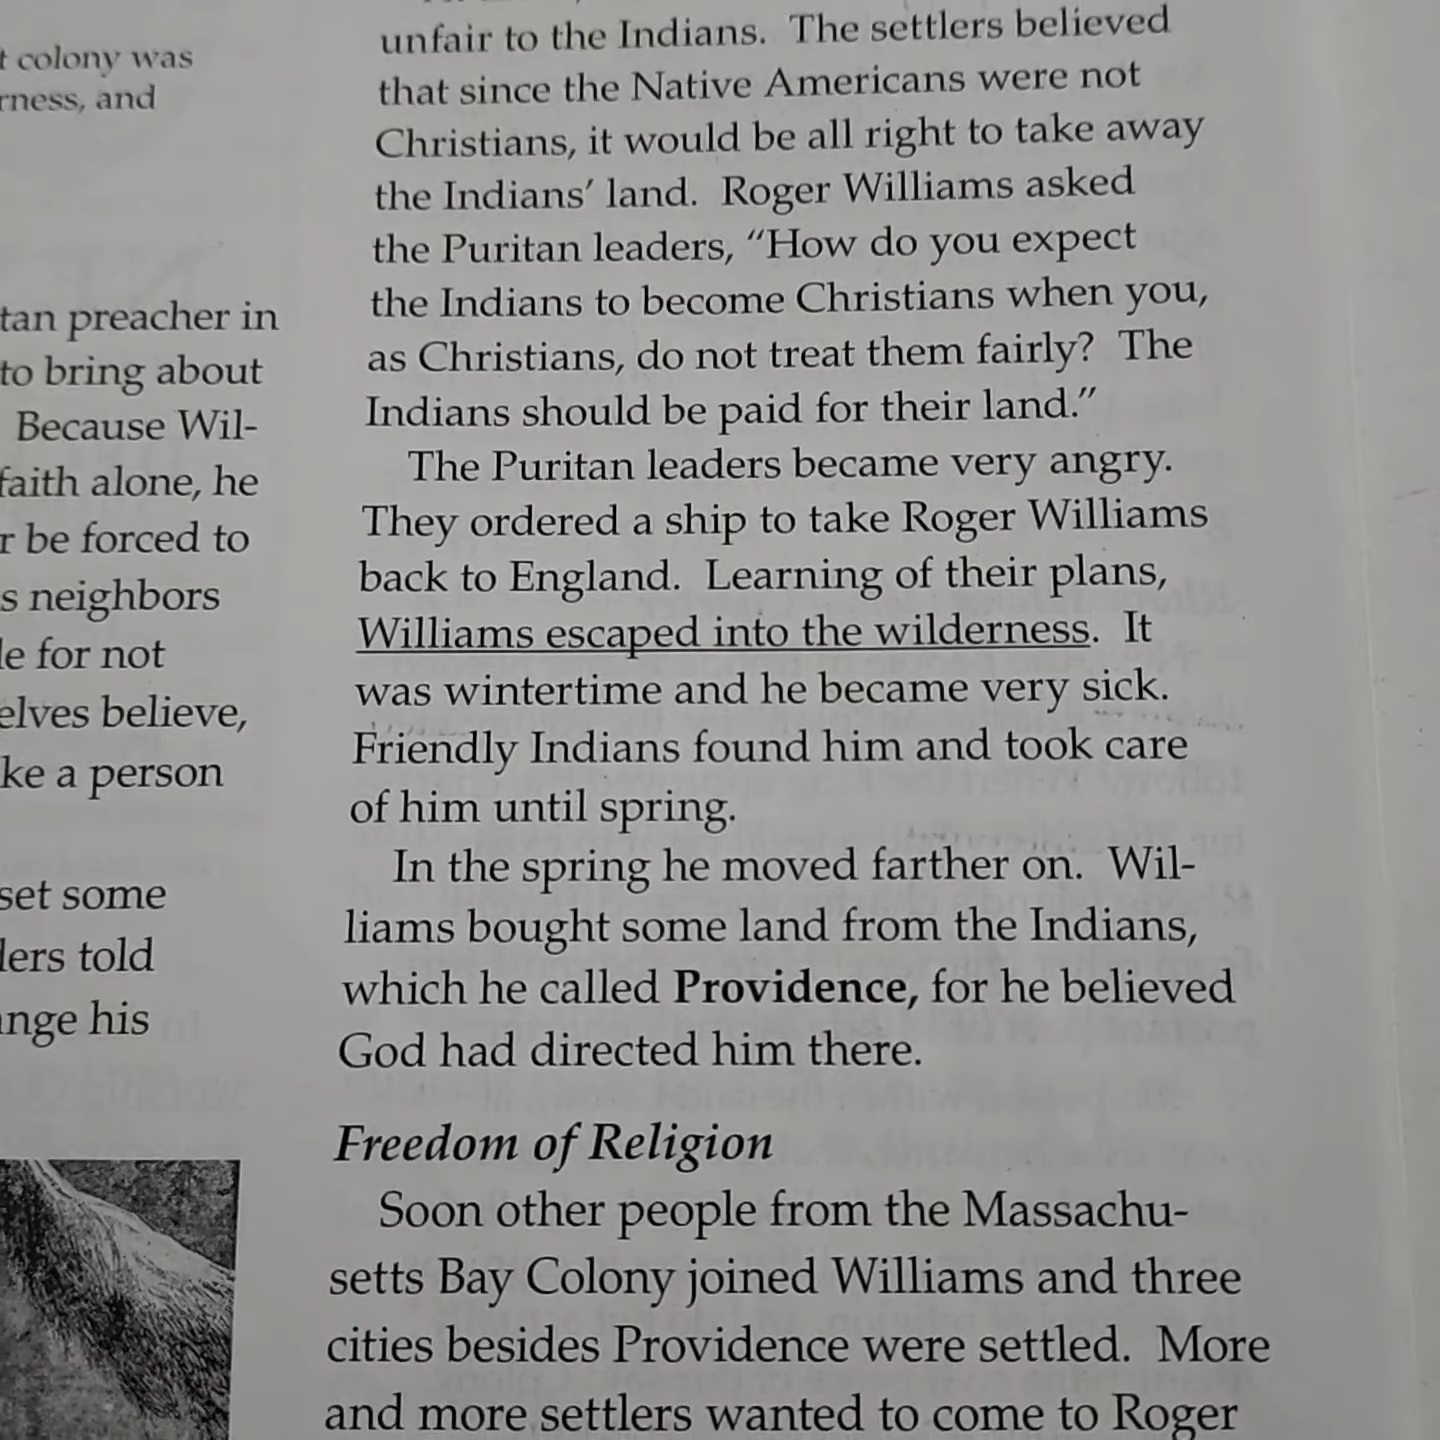 t colony was
rness, and
tan preacher in
to bring about
Because Wil-
faith alone, he
r be forced to
s neighbors
le for not
elves believe,
ke a person
set some
lers told
ange his
unfair to the Indians. The settlers believed
that since the Native Americans were not
Christians, it would be all right to take away
the Indians' land. Roger Williams asked
the Puritan leaders, "How do you expect
the Indians to become Christians when you,
as Christians, do not treat them fairly? The
Indians should be paid for their land."
The Puritan leaders became very angry.
They ordered a ship to take Roger Williams
back to England. Learning of their plans,
Williams escaped into the wilderness. It
was wintertime and he became very sick.
Friendly Indians found him and took care
of him until spring.
In the spring he moved farther on. Wil-
liams bought some land from the Indians,
which he called Providence, for he believed
God had directed him there.
Freedom of Religion
Soon other people from the Massachu-
setts Bay Colony joined Williams and three
cities besides Providence were settled. More
and more settlers wanted to come to Roger